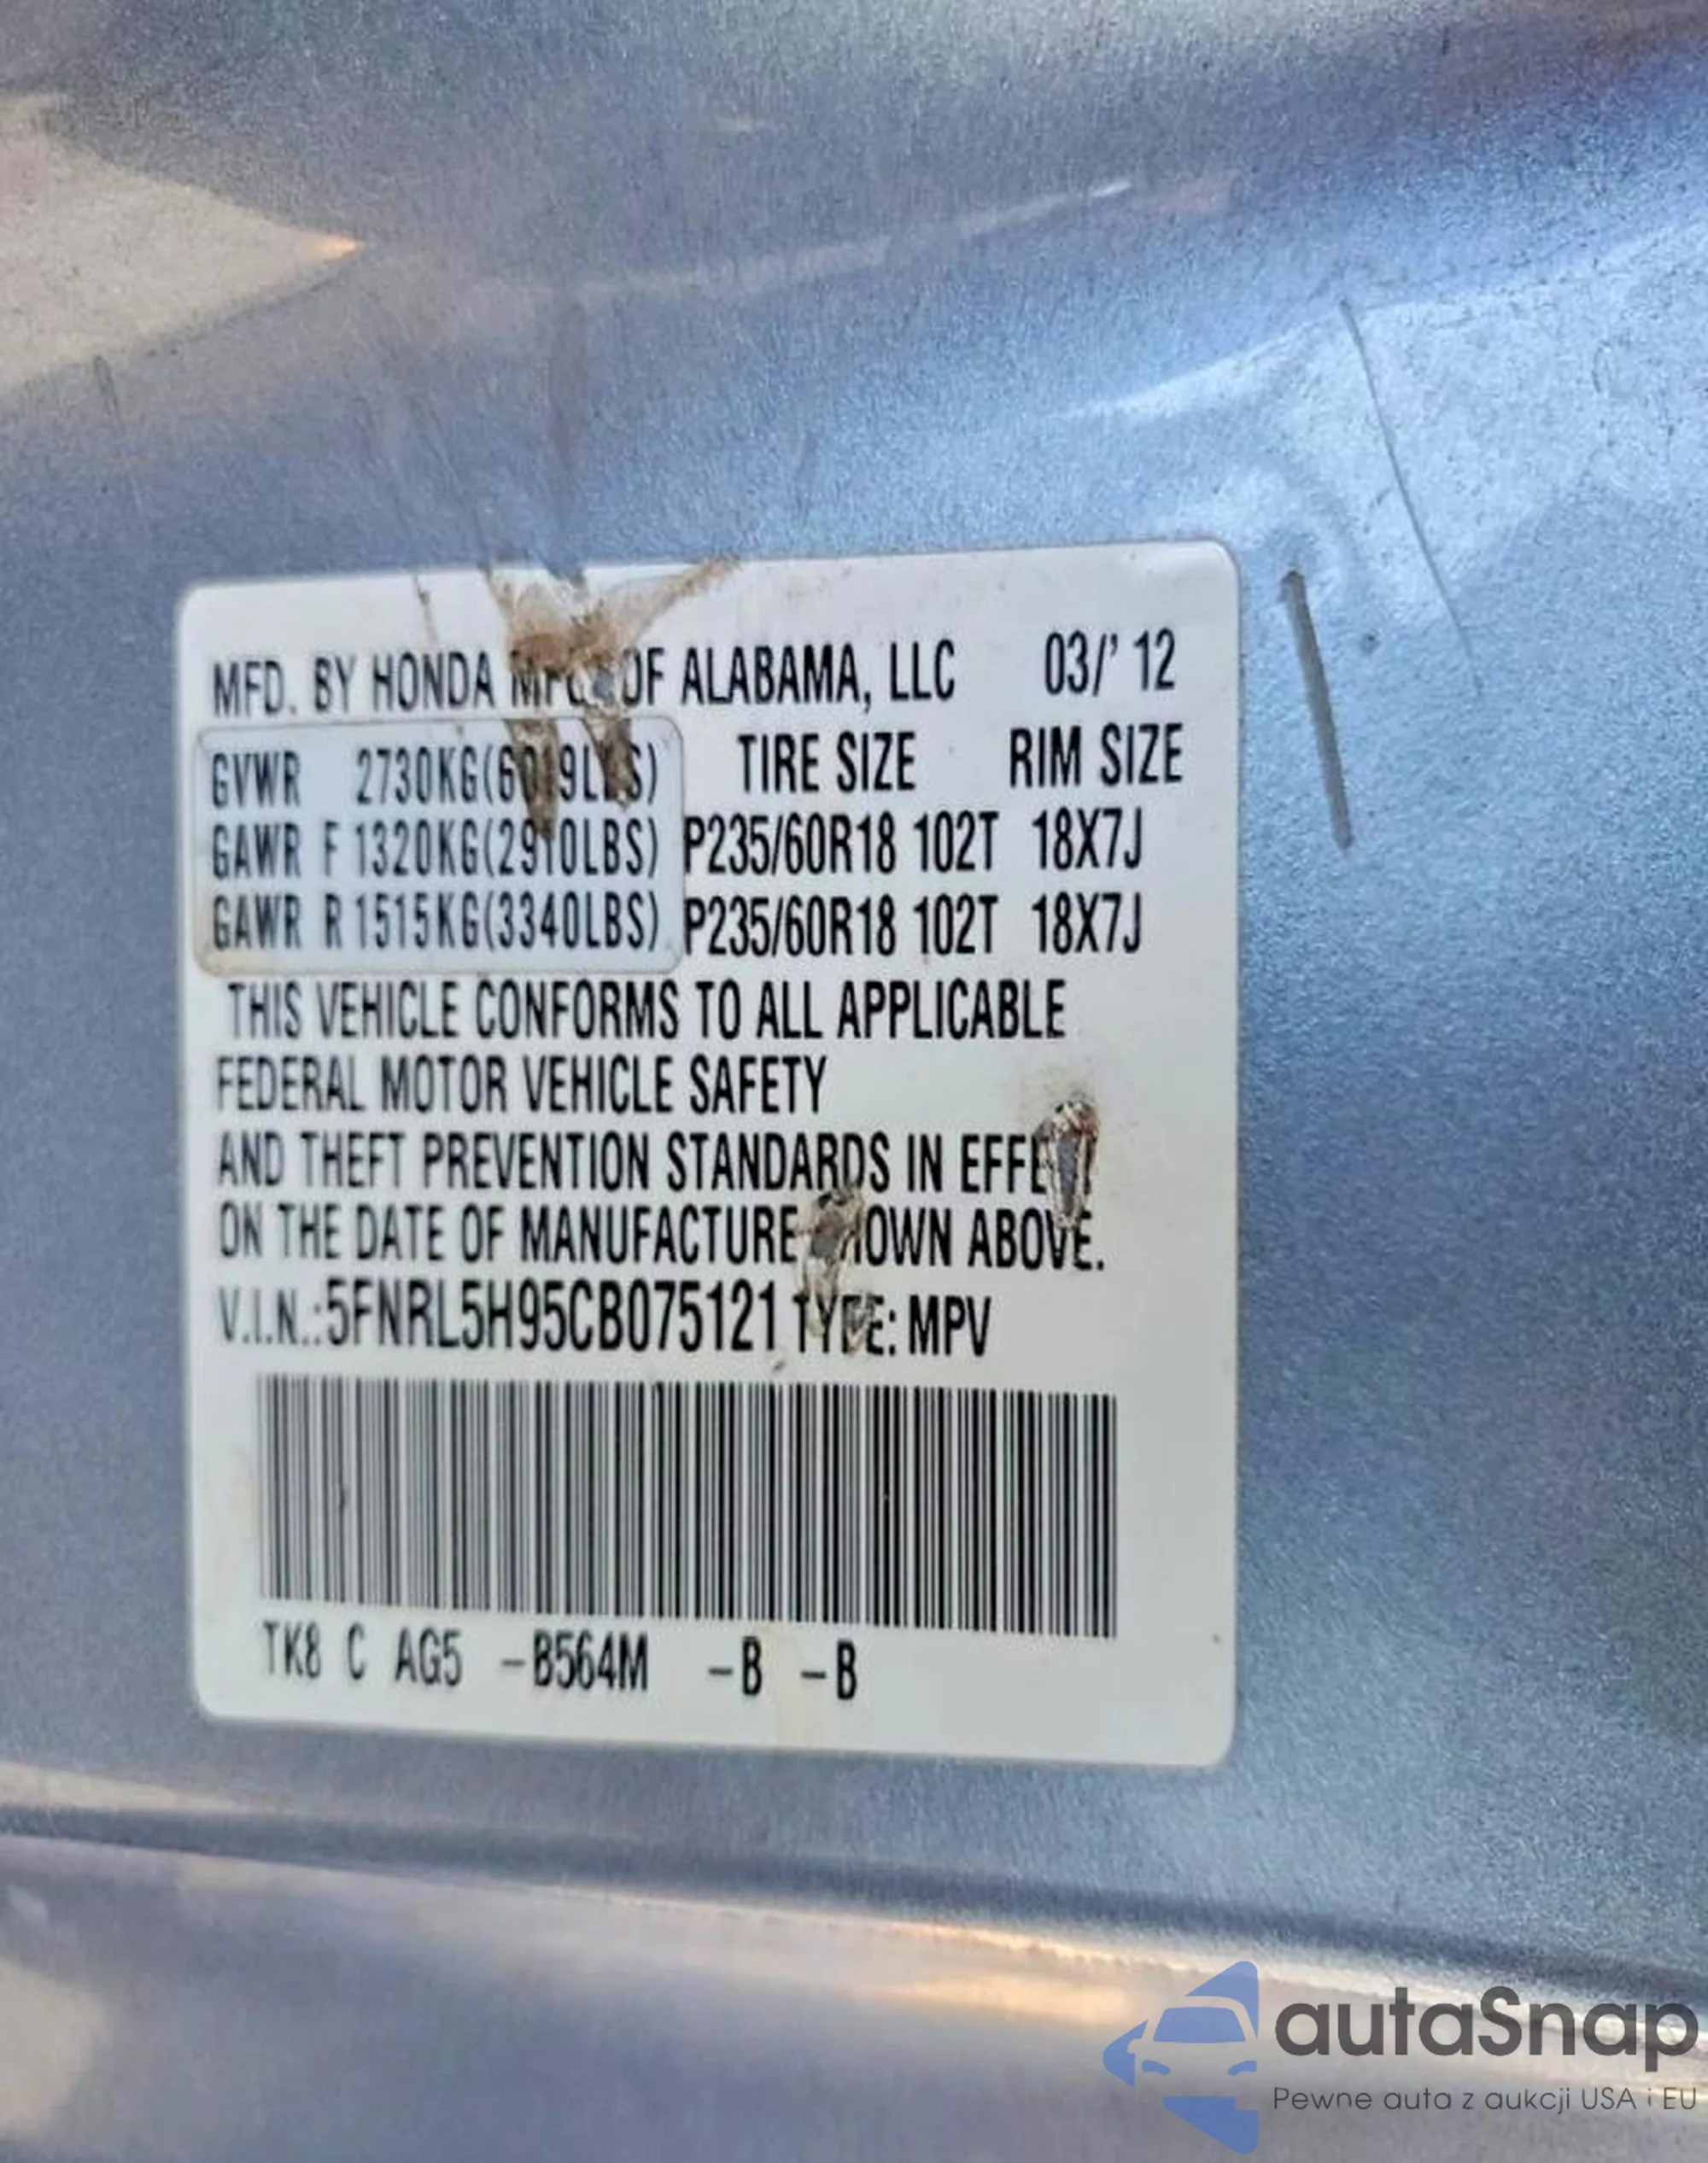 MFD. BY HONDA OF ALABAMA, LLC 03/' 12
GVWR 2730KG TIRE SIZE RIM SIZE
GAWR F 1320KG(2910LBS) P235/60R18 102T 18X7J
GAWR R 1515KG(3340LBS) P235/60R18 102T 18X7J
THIS VEHICLE CONFORMS TO ALL APPLICABLE
FEDERAL MOTOR VEHICLE SAFETY
AND THEFT PREVENTION STANDARDS IN EFFECT
ON THE DATE OF MANUFACTURE SHOWN ABOVE.
V.I.N.:5FNRL5H95CB075121 TYPE: MPV
TK8 C AG5 -B564M -B -B
autaSnap
Pewne auta z aukcji USA i EU